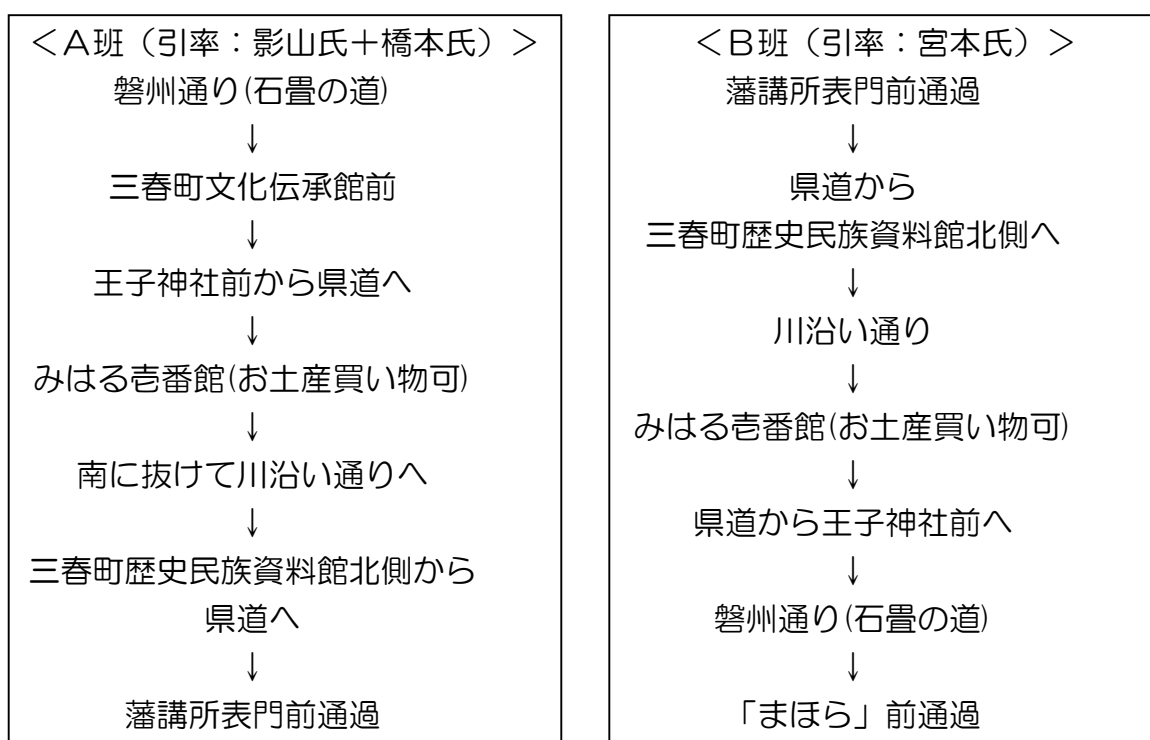 ＜Ａ班（引率：影山氏＋橋本氏）＞
磐州通り(石畳の道)
↓
三春町文化伝承館前
↓
王子神社前から県道へ
↓
みはる壱番館(お土産買い物可)
↓
南に抜けて川沿い通りへ
↓
三春町歴史民族資料館北側から
県道へ
↓
藩講所表門前通過
＜Ｂ班（引率：宮本氏）＞
藩講所表門前通過
↓
県道から
三春町歴史民族資料館北側へ
↓
川沿い通り
↓
みはる壱番館(お土産買い物可)
↓
県道から王子神社前へ
↓
磐州通り(石畳の道)
↓
「まほら」前通過